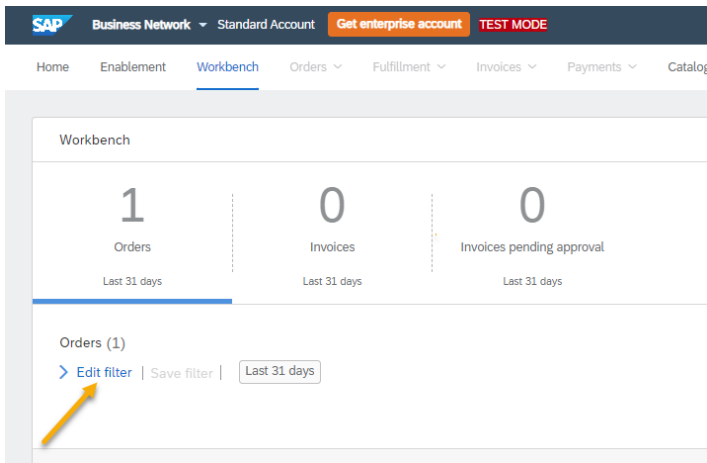 SAP Business Network Standard Account Get enterprise account TEST MODE
Home Enablement Workbench Orders Fulfillment Invoices Payments Catalog
Workbench
1 0 0
Orders Invoices Invoices pending approval
Last 31 days Last 31 days Last 31 days
Orders (1)
Edit filter | Save filter | Last 31 days